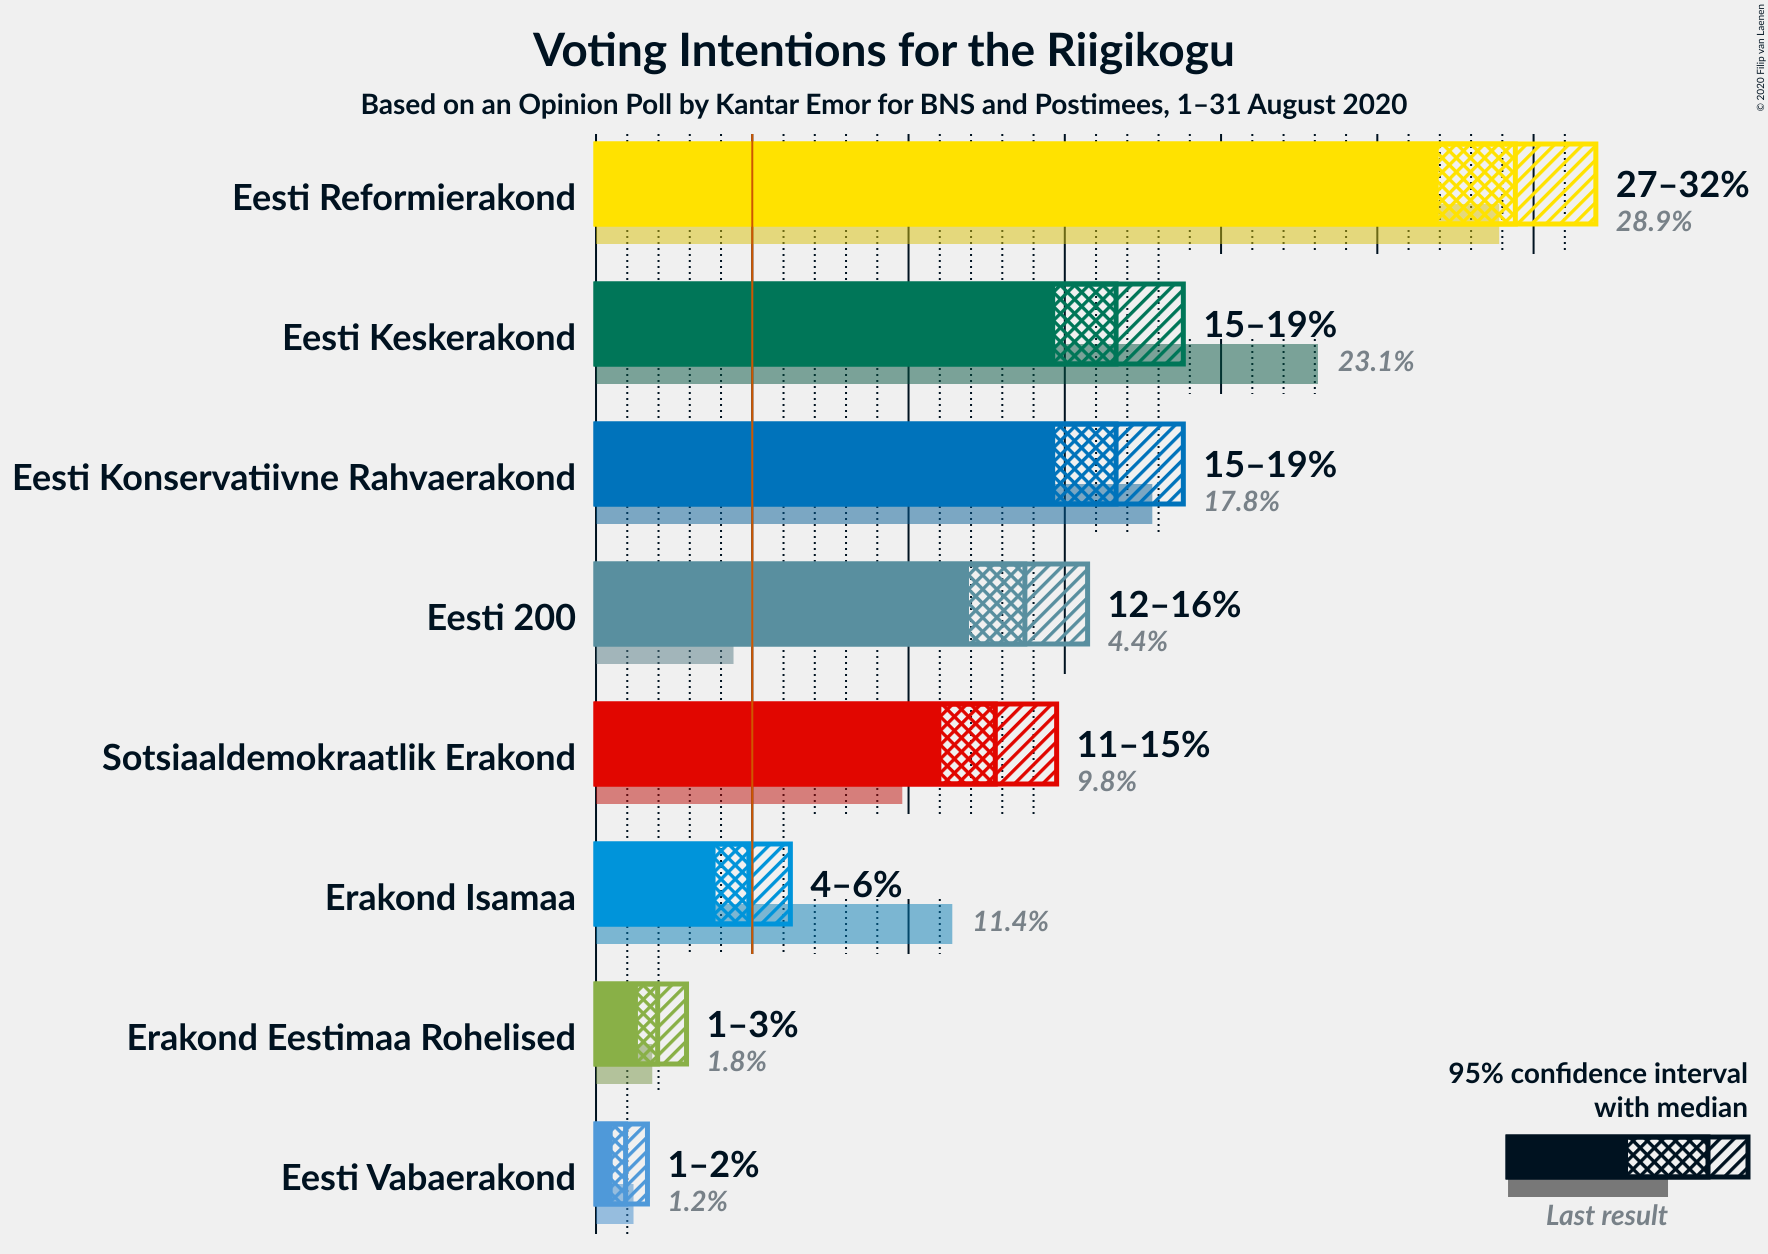 Voting Intentions for the Riigikogu
Based on an Opinion Poll by Kantar Emor for BNS and Postimees, 1–31 August 2020
© 2020 Filip van Laenen
Eesti Reformierakond
27–32%
28.9%
Eesti Keskerakond
15–19%
23.1%
Eesti Konservatiivne Rahvaerakond
15–19%
17.8%
Eesti 200
12–16%
4.4%
Sotsiaaldemokraatlik Erakond
11–15%
9.8%
Erakond Isamaa
4–6%
11.4%
Erakond Eestimaa Rohelised
1–3%
1.8%
Eesti Vabaerakond
1–2%
1.2%
95% confidence interval
with median
Last result